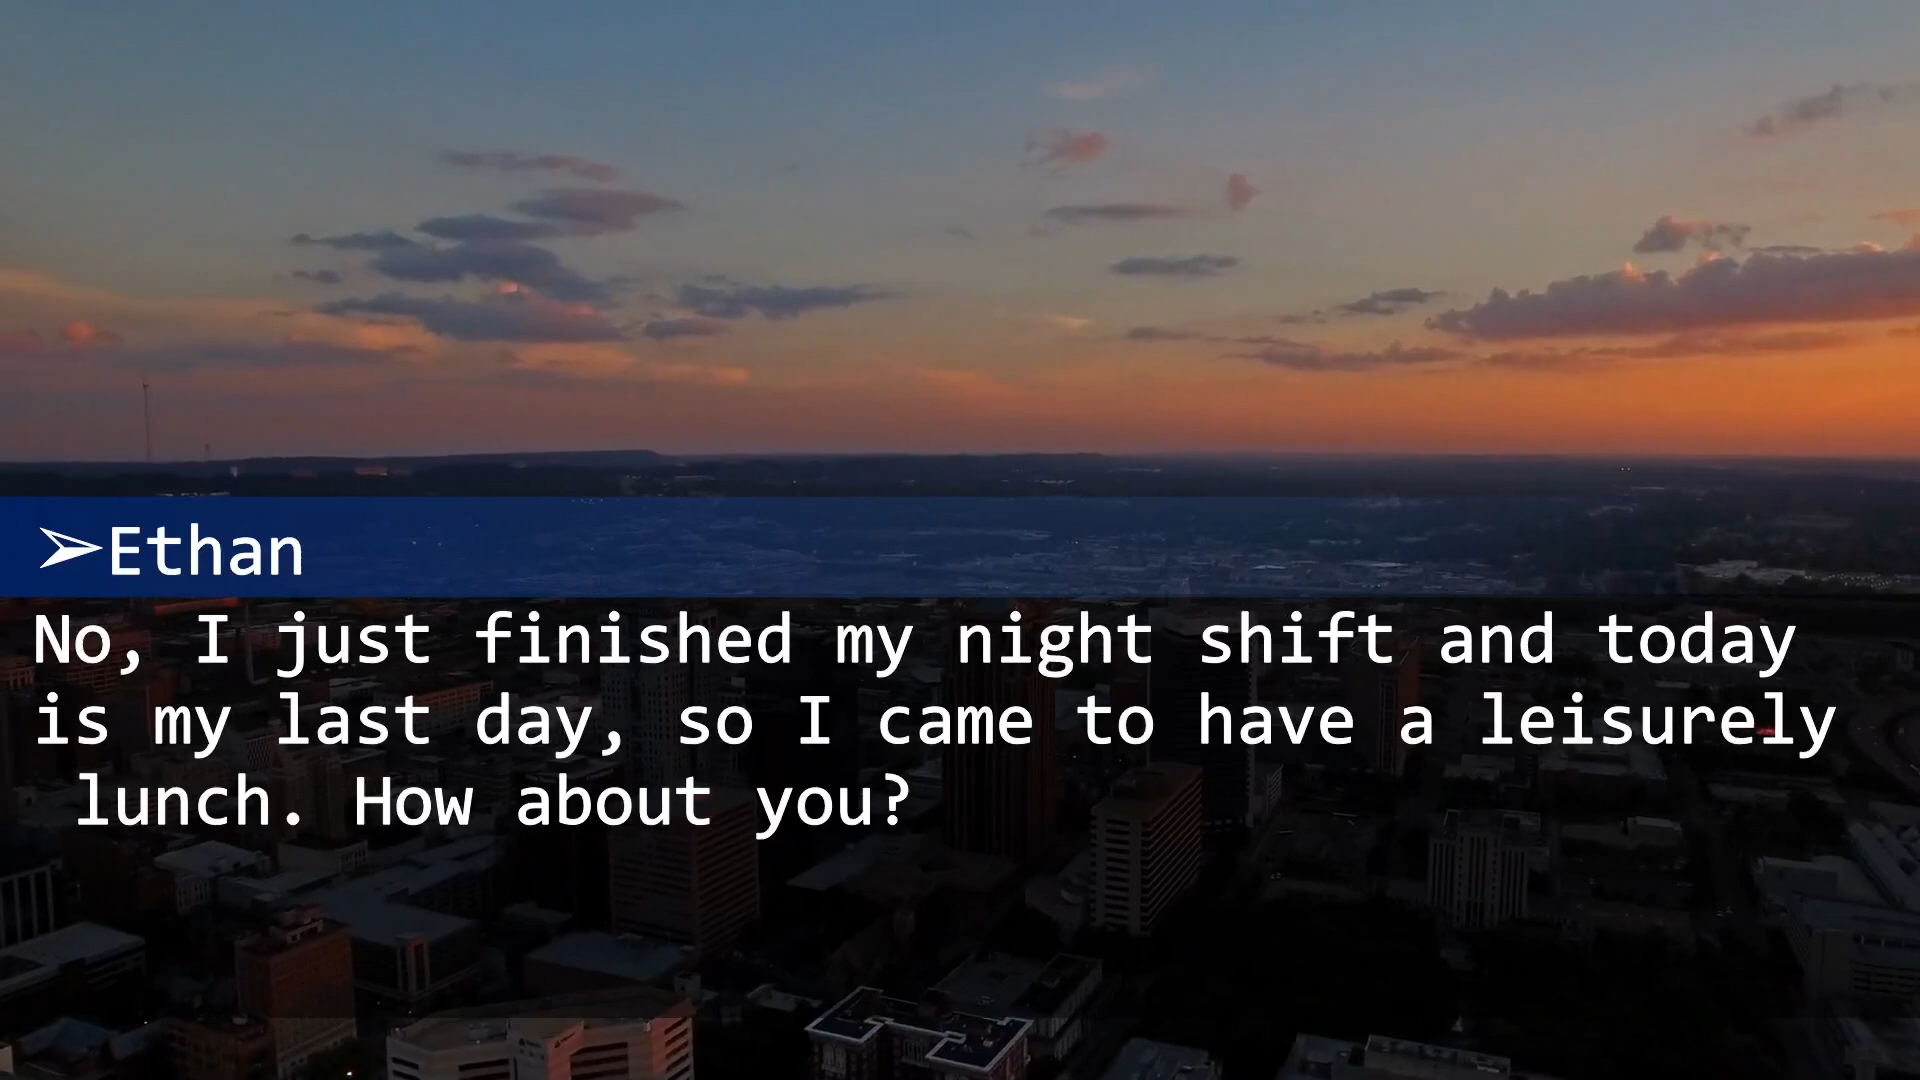 ➢Ethan
No, I just finished my night shift and today
is my last day, so I came to have a leisurely
lunch. How about you?